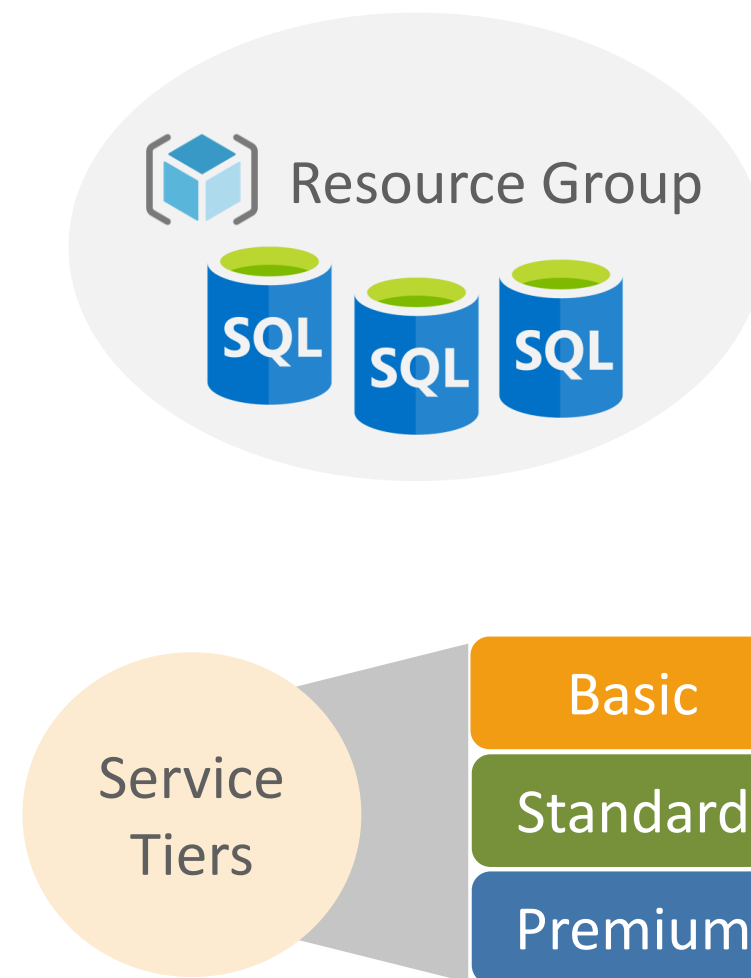 Resource Group
SQL
SQL
SQL
Service
Tiers
Basic
Standard
Premium